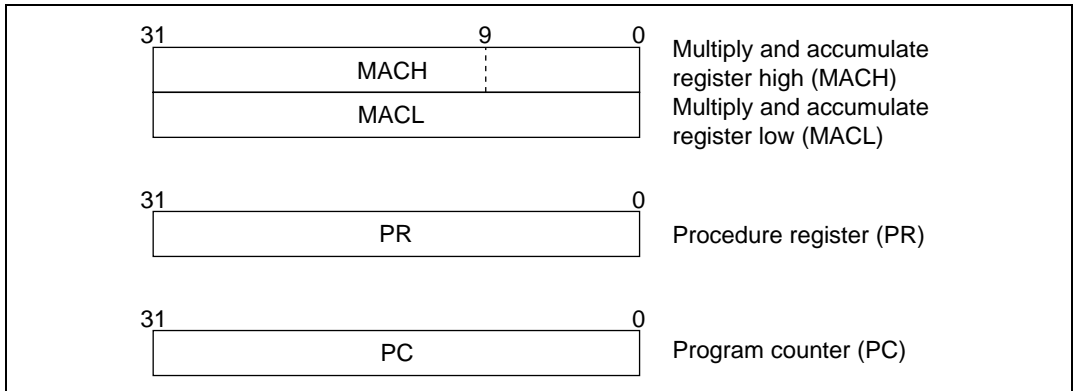 31 9 0
MACH
Multiply and accumulate
register high (MACH)
MACL
Multiply and accumulate
register low (MACL)
31 0
PR
Procedure register (PR)
31 0
PC
Program counter (PC)